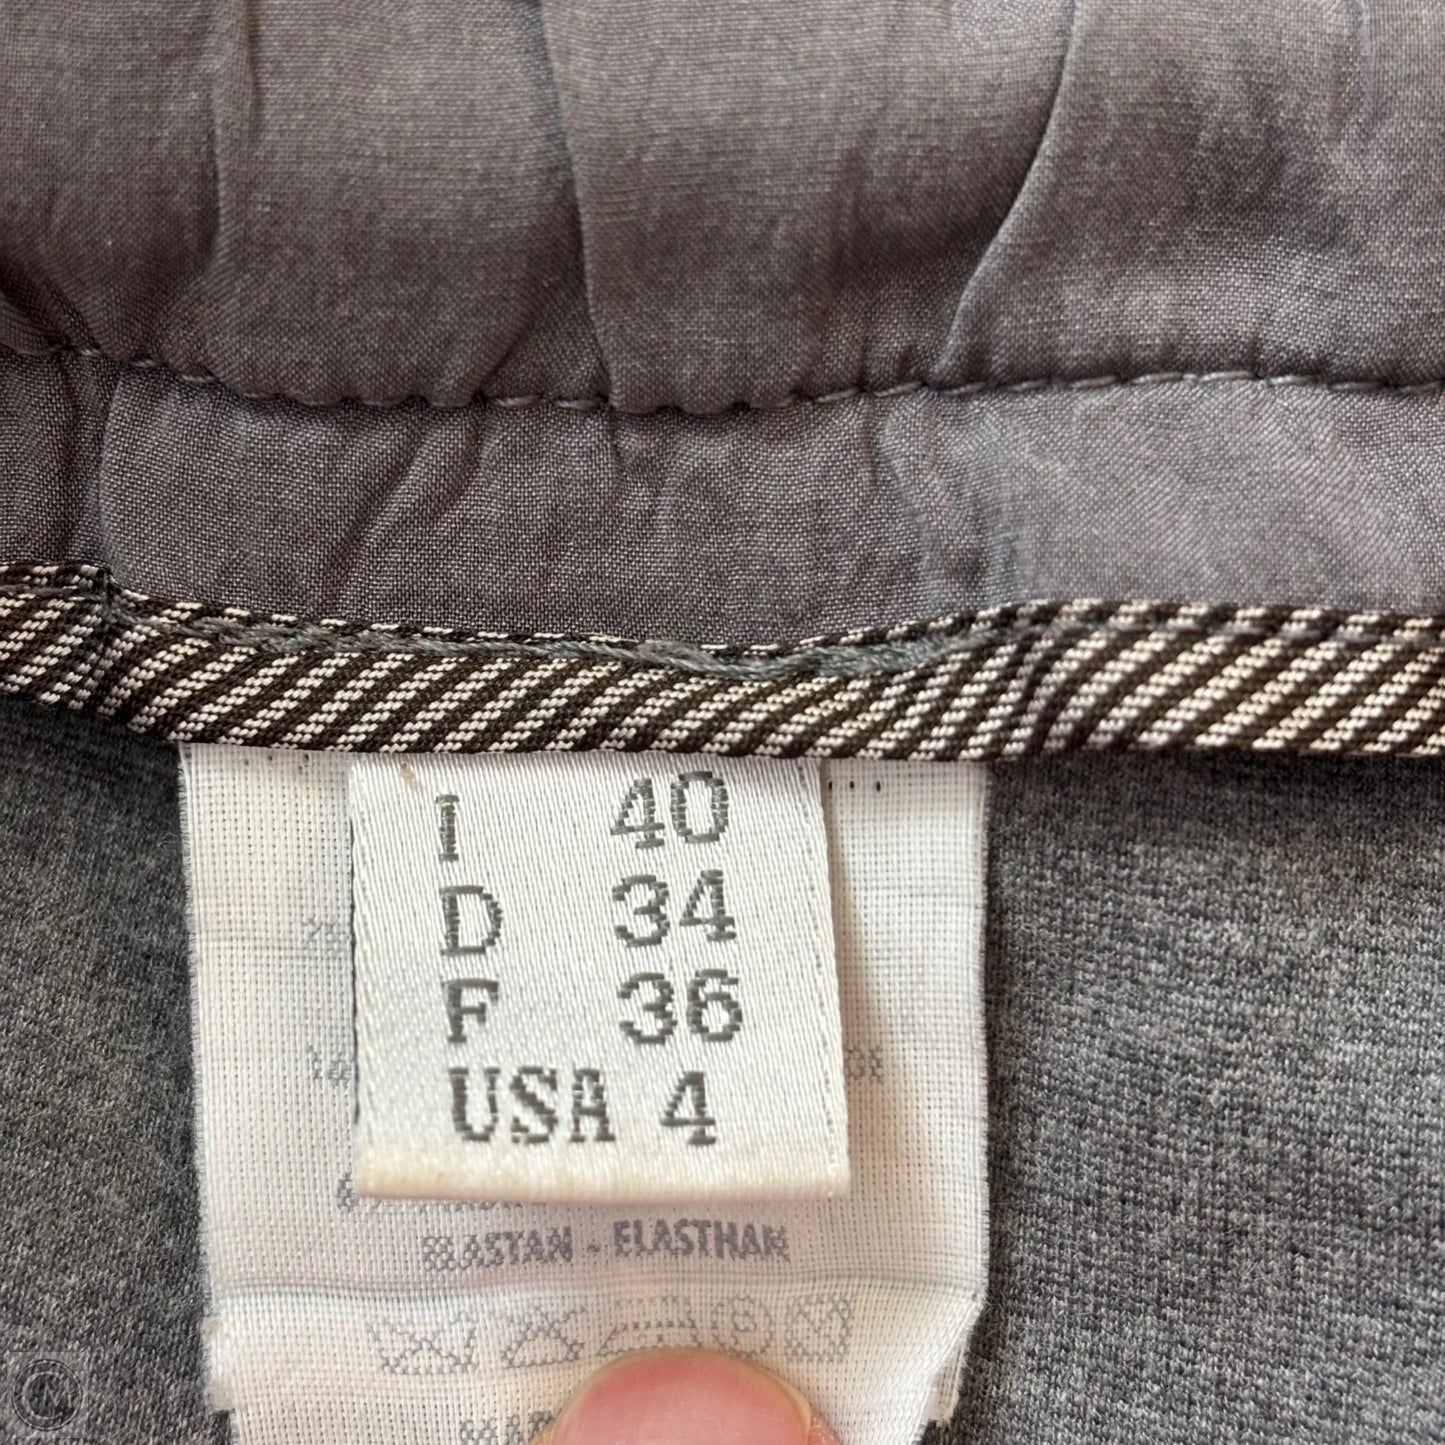 I 40
D 34
F 36
USA 4
ELASTAN - ELASTHAN